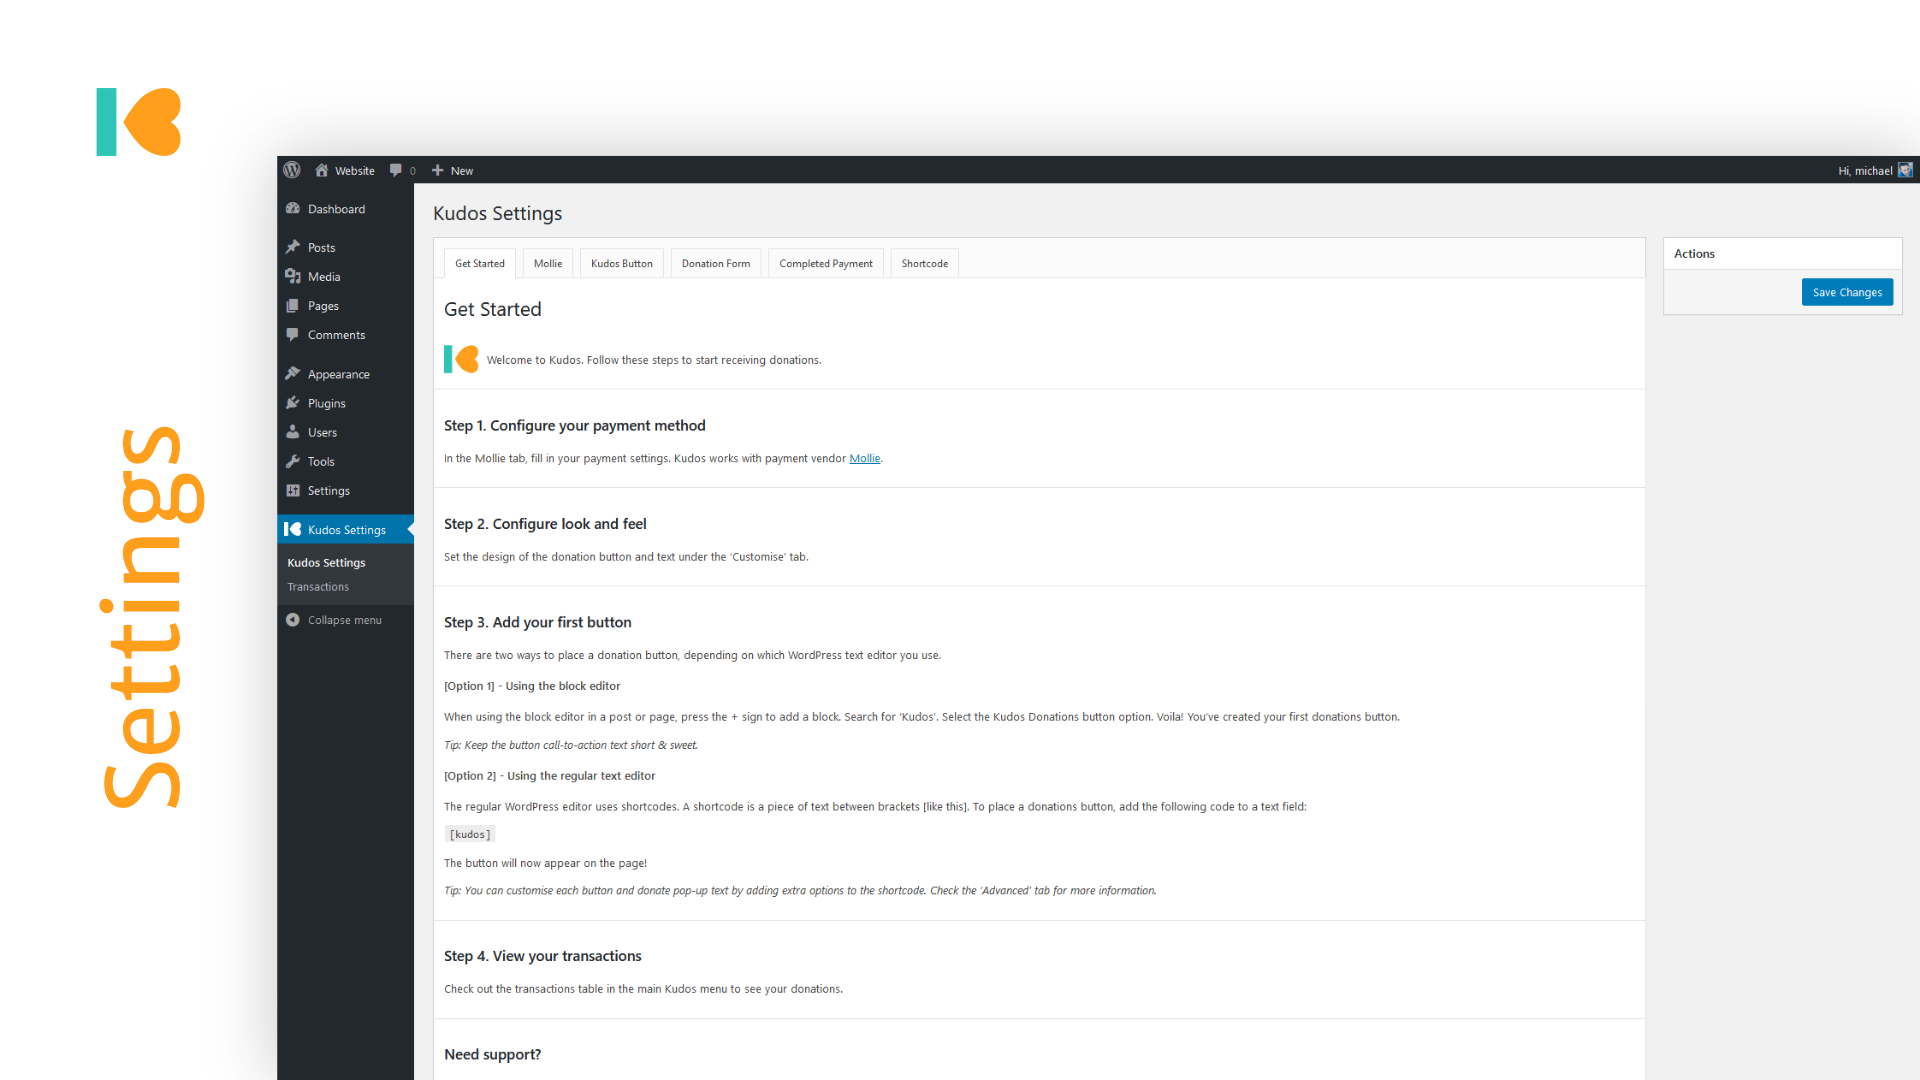 Settings
Website
0
New
Hi, michael
Dashboard
Posts
Media
Pages
Comments
Appearance
Plugins
Users
Tools
Settings
Kudos Settings
Kudos Settings
Transactions
Collapse menu
Kudos Settings
Get Started
Mollie
Kudos Button
Donation Form
Completed Payment
Shortcode
Get Started
Welcome to Kudos. Follow these steps to start receiving donations.
Step 1. Configure your payment method
In the Mollie tab, fill in your payment settings. Kudos works with payment vendor Mollie.
Step 2. Configure look and feel
Set the design of the donation button and text under the 'Customise' tab.
Step 3. Add your first button
There are two ways to place a donation button, depending on which WordPress text editor you use.
[Option 1] - Using the block editor
When using the block editor in a post or page, press the + sign to add a block. Search for 'Kudos'. Select the Kudos Donations button option. Voila! You've created your first donations button.
Tip: Keep the button call-to-action text short & sweet.
[Option 2] - Using the regular text editor
The regular WordPress editor uses shortcodes. A shortcode is a piece of text between brackets [like this]. To place a donations button, add the following code to a text field:
[kudos]
The button will now appear on the page!
Tip: You can customise each button and donate pop-up text by adding extra options to the shortcode. Check the 'Advanced' tab for more information.
Step 4. View your transactions
Check out the transactions table in the main Kudos menu to see your donations.
Need support?
Actions
Save Changes